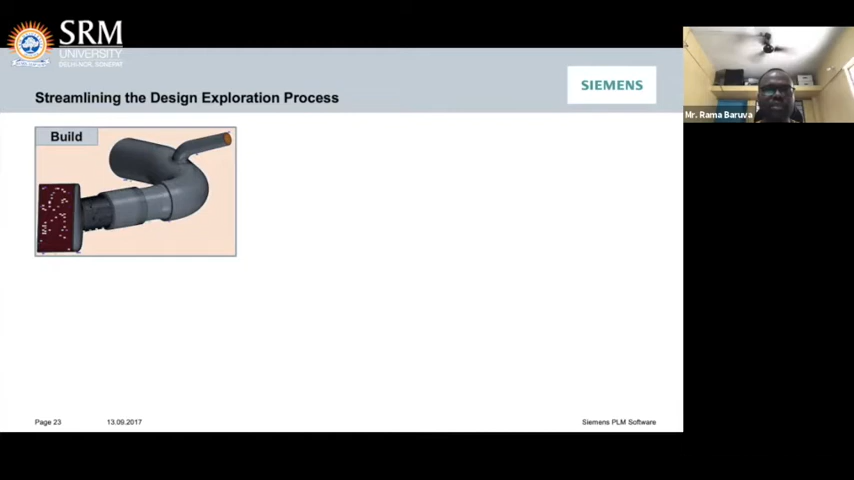 SRM
UNIVERSITY
DELHI-NCR, SONEPAT
SIEMENS
Streamlining the Design Exploration Process
Mr. Rama Baruva
Build
Page 23
13.09.2017
Siemens PLM Software